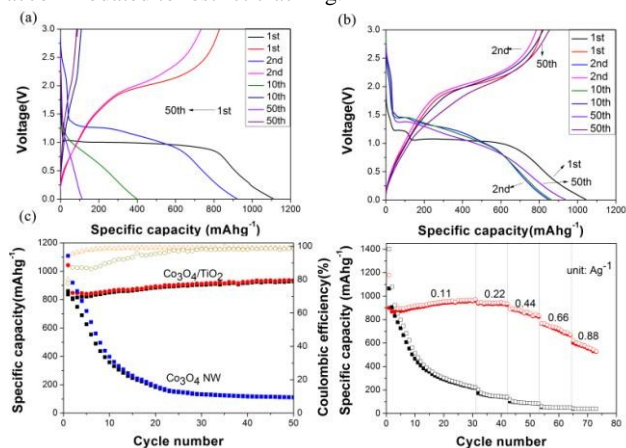 (a)
3.0
2.5
2.0
1.5
1.0
0.5
0.0
Voltage(V)
1st
1st
2nd
2nd
10th
10th
50th
50th
50th 1st
0 200 400 600 800 1000 1200
Specific capacity(mAhg-1)
(b)
3.0
2.5
2.0
1.5
1.0
0.5
0.0
Voltage(V)
2nd
50th
1st
1st
2nd
2nd
10th
10th
50th
50th
1st
50th
2nd
0 200 400 600 800 1000 1200
Specific capacity(mAhg-1)
(c)
1200
1000
800
600
400
200
0
Specific capacity(mAhg-1)
Co3O4/TiO2
Co3O4 NW
100
80
60
40
20
0
Coulombic efficiency(%)
0 10 20 30 40 50
Cycle number
1400
1200
1000
800
600
400
200
0
Specific capacity (mAhg-1)
unit: Ag-1
0.11
0.22
0.44
0.66
0.88
0 10 20 30 40 50 60 70 80
Cycle number